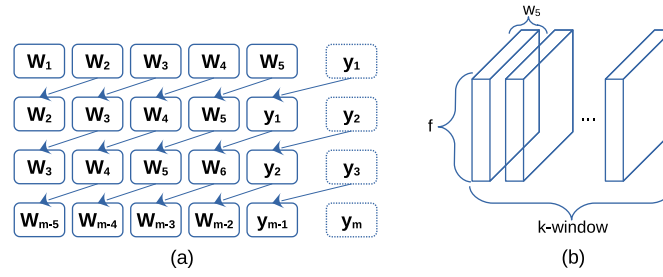 W₁ W₂ W₃ W₄ W₅ y₁
W₂ W₃ W₄ W₅ y₁ y₂
W₃ W₄ W₅ W₆ y₂ y₃
Wₘ₋₅ Wₘ₋₄ Wₘ₋₃ Wₘ₋₂ yₘ₋₁ yₘ
(a)
w₅
f
...
k-window
(b)